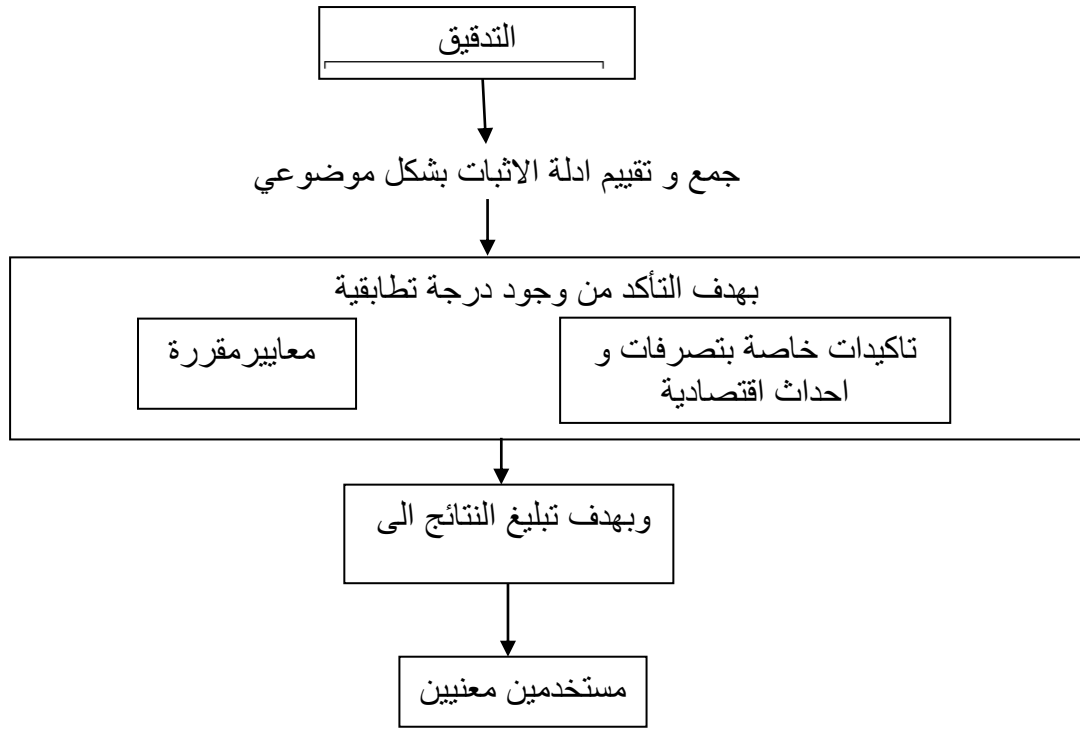 التدقيق
جمع و تقييم ادلة الاثبات بشكل موضوعي
بهدف التأكد من وجود درجة تطابقية
تاكيدات خاصة بتصرفات و
احداث اقتصادية
معاييرمقررة
وبهدف تبليغ النتائج الى
مستخدمين معنيين